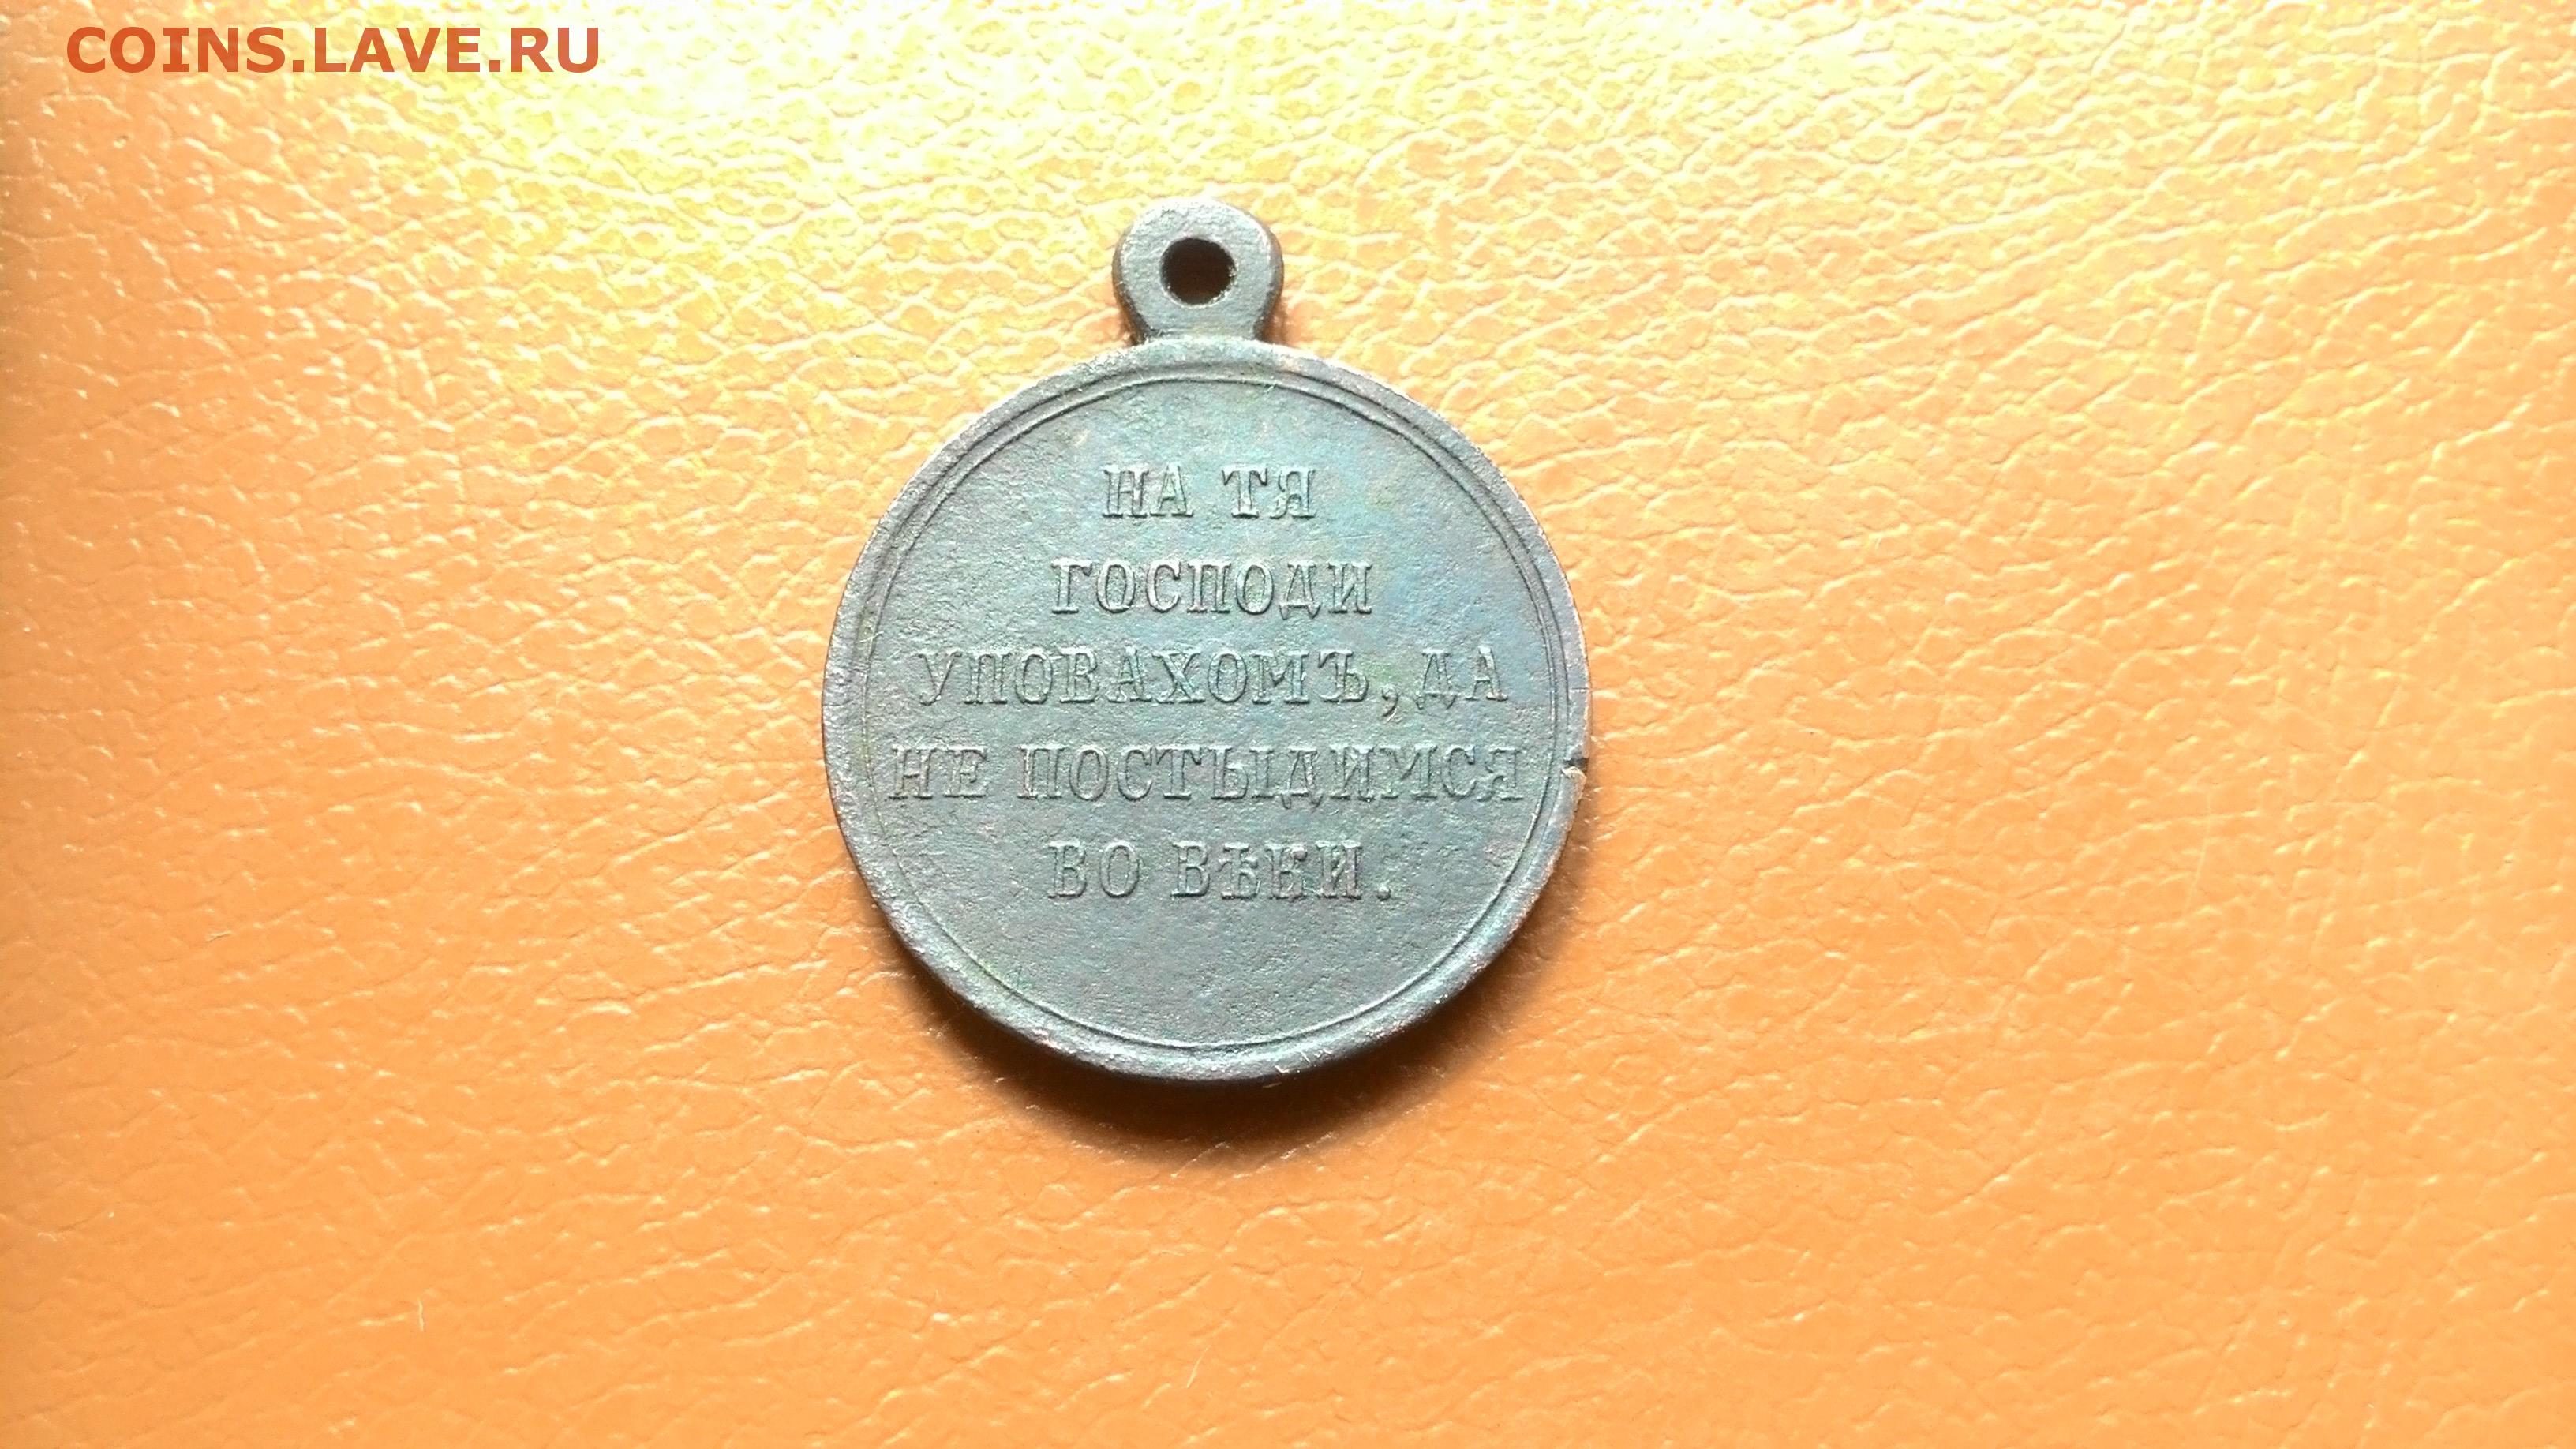 COINS.LAVE.RU
НА ТЯ
ГОСПОДИ
УПОВАХОМЪ, ДА
НЕ ПОСТЫДИМСЯ
ВО ВѢКИ.